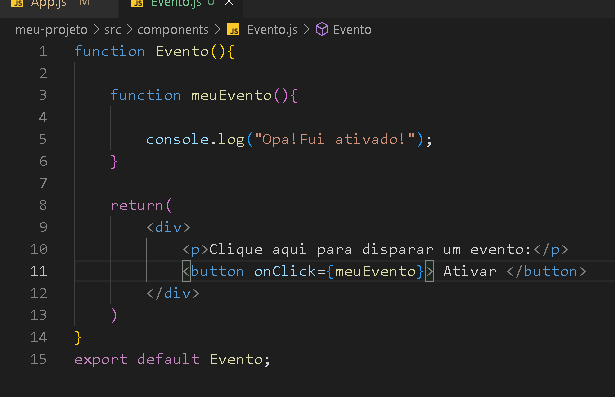 JS App.js M JS Evento.js U ×
meu-projeto > src > components > JS Evento.js > Evento
1 function Evento(){
2
3 function meuEvento(){
4
5 console.log("Opa!Fui ativado!");
6 }
7
8 return(
9 <div>
10 <p>Clique aqui para disparar um evento:</p>
11 <button onClick={meuEvento}> Ativar </button>
12 </div>
13 )
14 }
15 export default Evento;